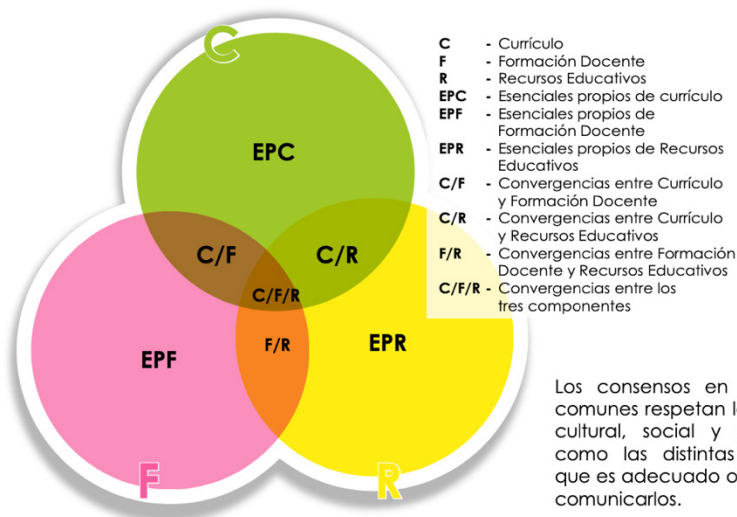 C
EPC
C/F
C/R
C/F/R
F/R
EPF
EPR
F
R
C - Currículo
F - Formación Docente
R - Recursos Educativos
EPC - Esenciales propios de currículo
EPF - Esenciales propios de
Formación Docente
EPR - Esenciales propios de Recursos
Educativos
C/F - Convergencias entre Currículo
y Formación Docente
C/R - Convergencias entre Currículo
y Recursos Educativos
F/R - Convergencias entre Formación
Docente y Recursos Educativos
C/F/R - Convergencias entre los
tres componentes
Los consensos en
comunes respetan
cultural, social y
como las distintas
que es adecuado
comunicarlos.